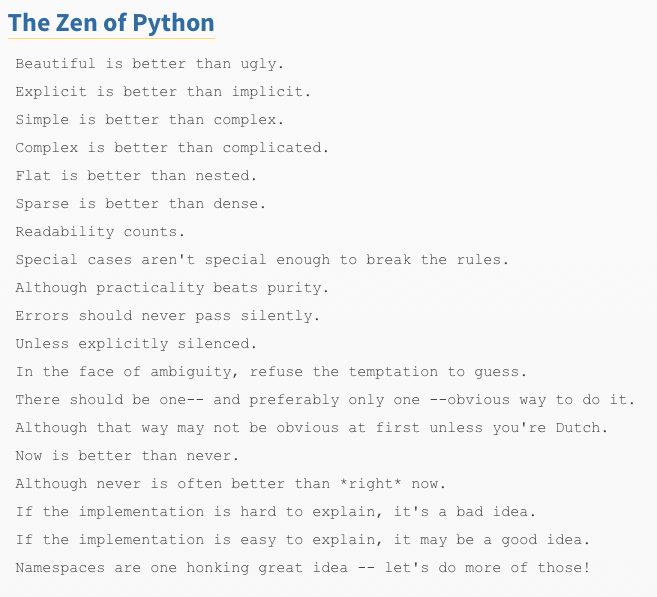 The Zen of Python
Beautiful is better than ugly.
Explicit is better than implicit.
Simple is better than complex.
Complex is better than complicated.
Flat is better than nested.
Sparse is better than dense.
Readability counts.
Special cases aren't special enough to break the rules.
Although practicality beats purity.
Errors should never pass silently.
Unless explicitly silenced.
In the face of ambiguity, refuse the temptation to guess.
There should be one-- and preferably only one --obvious way to do it.
Although that way may not be obvious at first unless you're Dutch.
Now is better than never.
Although never is often better than *right* now.
If the implementation is hard to explain, it's a bad idea.
If the implementation is easy to explain, it may be a good idea.
Namespaces are one honking great idea -- let's do more of those!